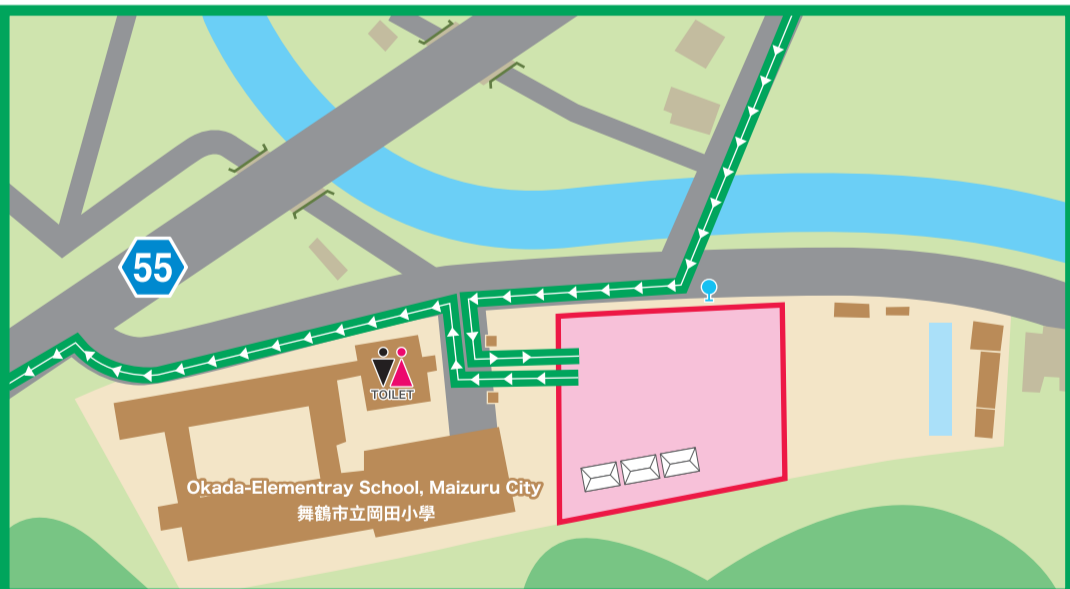 55
TOILET
Okada-Elementray School, Maizuru City
舞鶴市立岡田小學